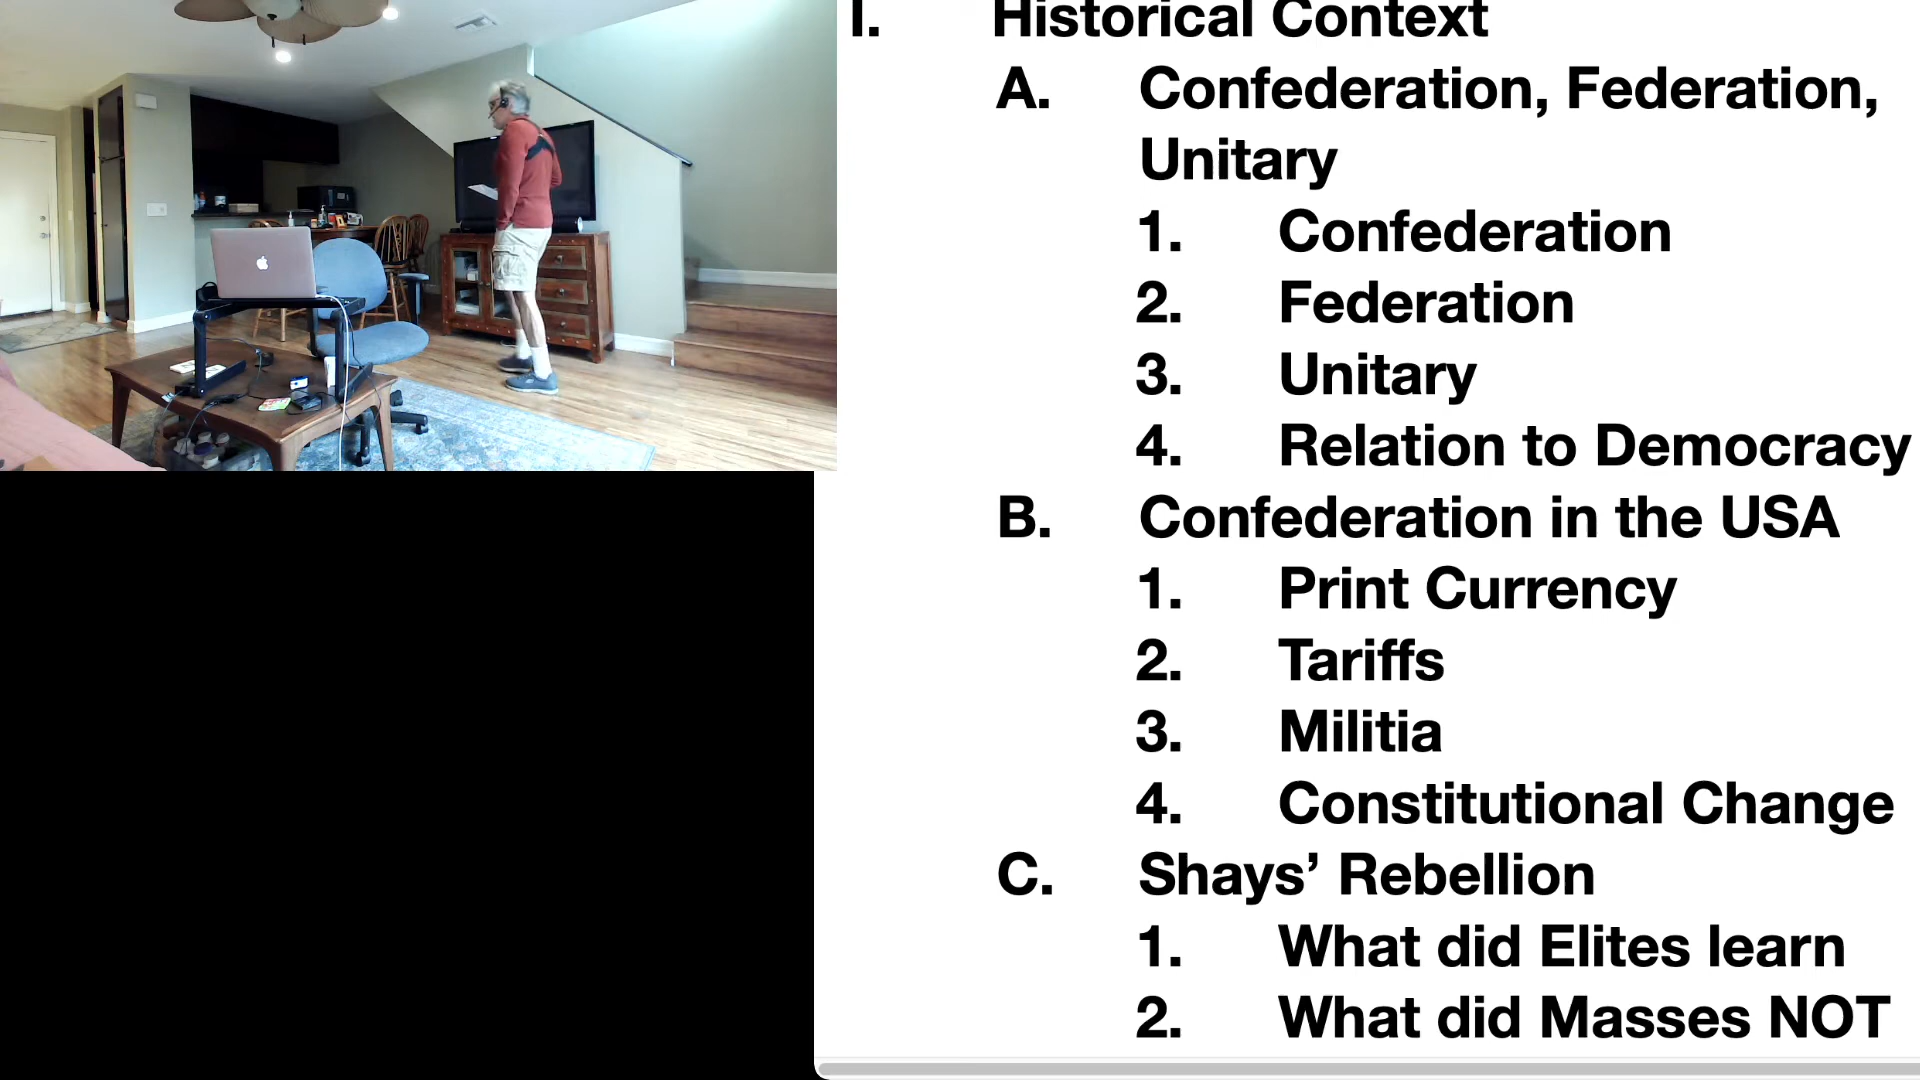 I. Historical Context
A. Confederation, Federation,
Unitary
1. Confederation
2. Federation
3. Unitary
4. Relation to Democracy
B. Confederation in the USA
1. Print Currency
2. Tariffs
3. Militia
4. Constitutional Change
C. Shays’ Rebellion
1. What did Elites learn
2. What did Masses NOT